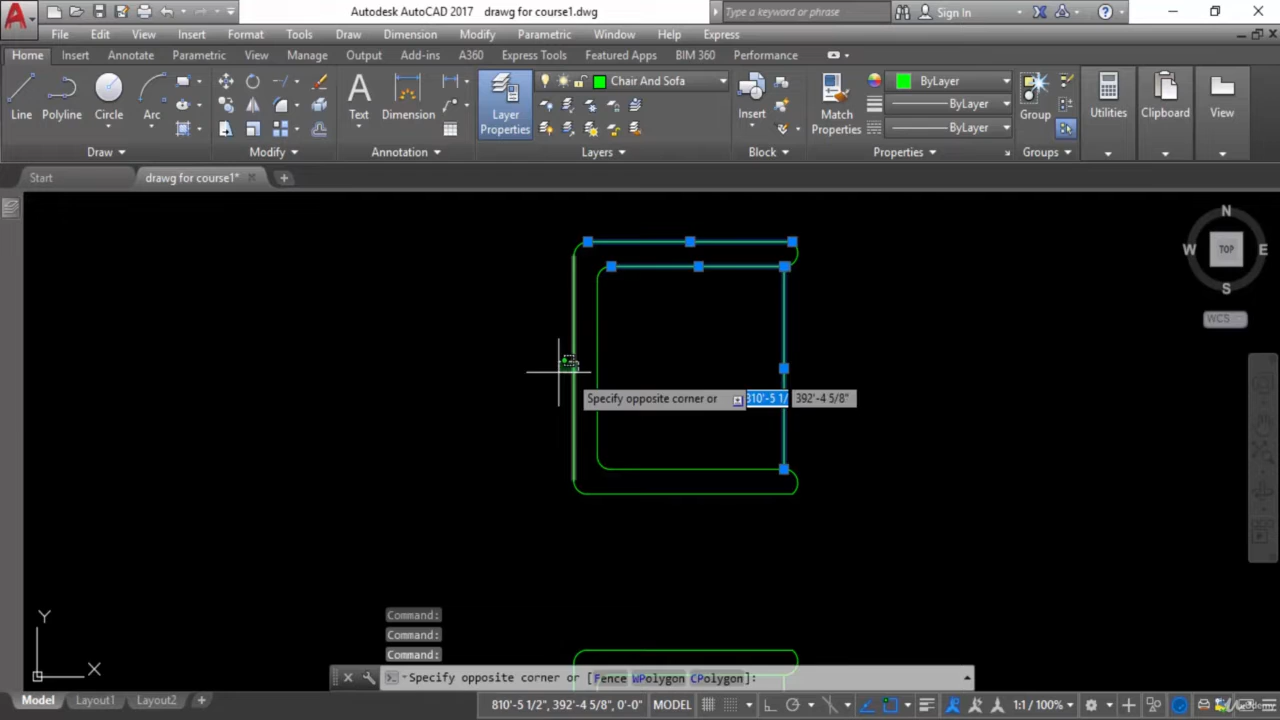 Autodesk AutoCAD 2017 drawg for course1.dwg
Type a keyword or phrase
Sign In
File Edit View Insert Format Tools Draw Dimension Modify Parametric Window Help Express
Home Insert Annotate Parametric View Manage Output Add-ins A360 Express Tools Featured Apps BIM 360 Performance
Chair And Sofa
ByLayer
Line Polyline Circle Arc Text Dimension Layer Properties Insert Match Properties Group Utilities Clipboard View
ByLayer
ByLayer
Draw Modify Annotation Layers Block Properties Groups
Start drawg for course1*
N
W TOP E
S
WCS
Specify opposite corner or 810'-5 1/ 392'-4 5/8"
Command:
Command:
Command:
Y
X
Specify opposite corner or [Fence WPolygon CPolygon]:
Model Layout1 Layout2 + 810'-5 1/2", 392'-4 5/8", 0'-0" MODEL 1:1 / 100%